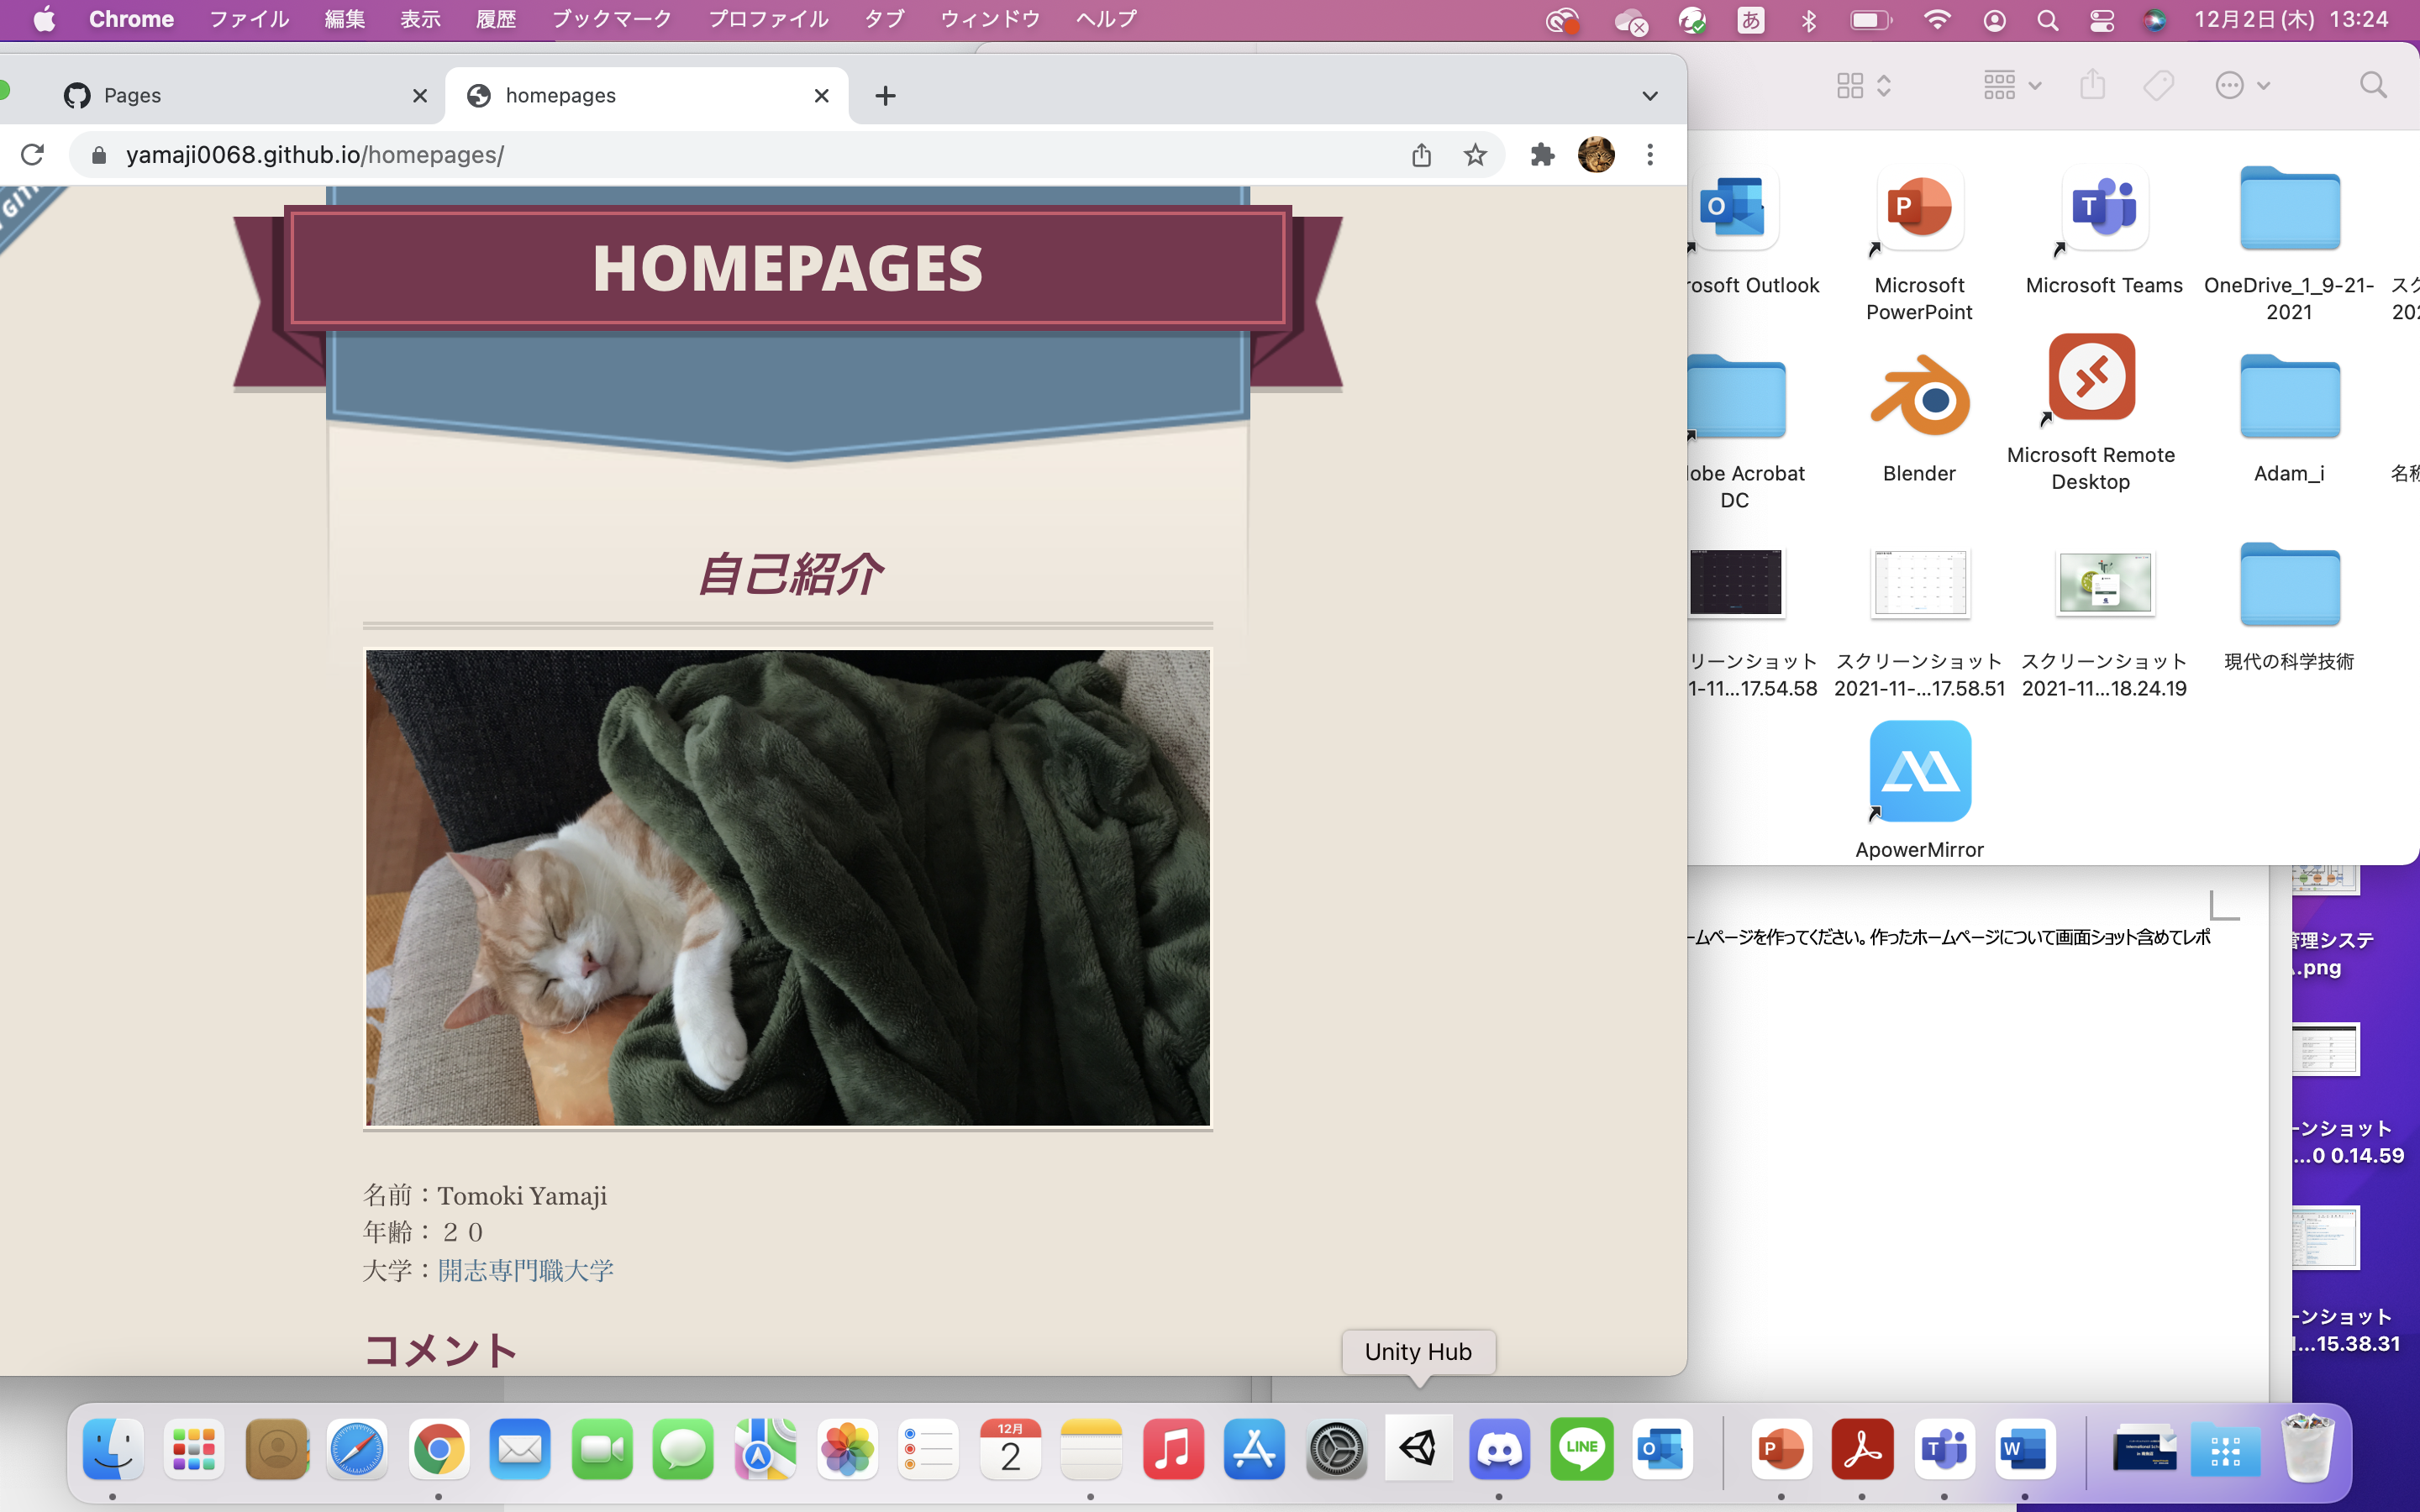 Chrome ファイル 編集 表示 履歴 ブックマーク プロファイル タブ ウィンドウ ヘルプ
あ 12月2日(木) 13:24
Pages
homepages
yamaji0068.github.io/homepages/
HOMEPAGES
自己紹介
名前：Tomoki Yamaji
年齢：２０
大学：開志専門職大学
コメント
rosoft Outlook
Microsoft
PowerPoint
Microsoft Teams
OneDrive_1_9-21-
2021
obe Acrobat
DC
Blender
Microsoft Remote
Desktop
Adam_i
名称
リーンショット
1-11...17.54.58
スクリーンショット
2021-11-...17.58.51
スクリーンショット
2021-11...18.24.19
現代の科学技術
ApowerMirror
ームページを作ってください。作ったホームページについて画面ショット含めてレポ
管理システ
.png
ーンショット
...0 0.14.59
ーンショット
...15.38.31
Unity Hub
12月
2
LINE